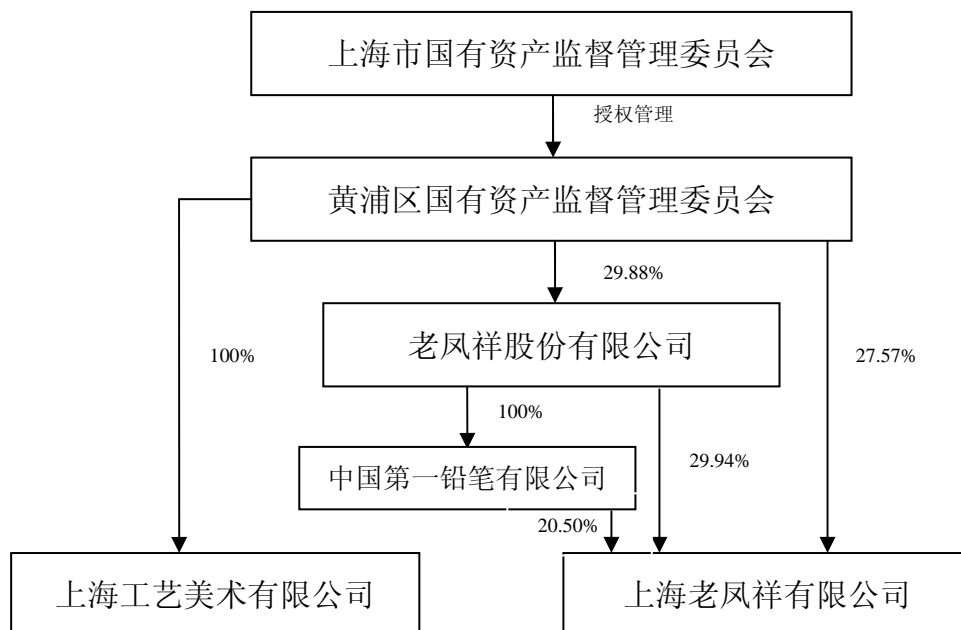 上海市国有资产监督管理委员会
授权管理
黄浦区国有资产监督管理委员会
29.88%
老凤祥股份有限公司
100%
27.57%
100%
29.94%
中国第一铅笔有限公司
20.50%
上海工艺美术有限公司
上海老凤祥有限公司